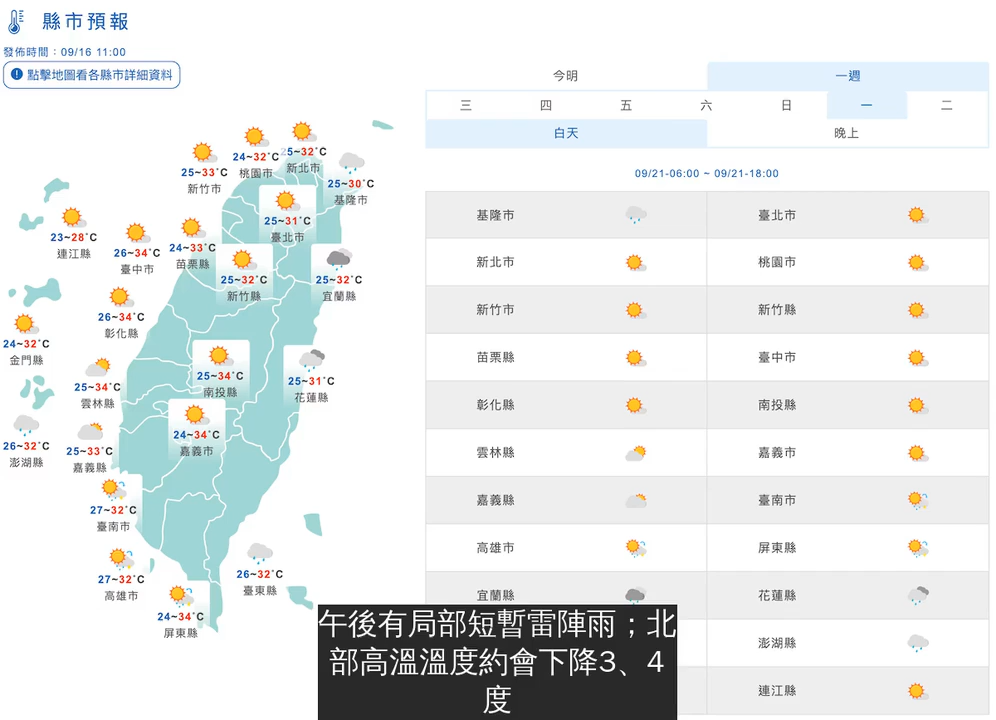 縣市預報
發佈時間：09/16 11:00
點擊地圖看各縣市詳細資料
今明
一週
三
四
五
六
日
一
二
白天
晚上
09/21-06:00 ~ 09/21-18:00
25~32°C
新北市
24~32°C
桃園市
25~33°C
新竹市
25~30°C
基隆市
25~31°C
臺北市
23~28°C
連江縣
26~34°C
臺中市
24~33°C
苗栗縣
25~32°C
新竹縣
25~32°C
宜蘭縣
26~34°C
彰化縣
24~32°C
金門縣
25~34°C
南投縣
25~31°C
花蓮縣
25~34°C
雲林縣
24~34°C
嘉義市
26~32°C
澎湖縣
25~33°C
嘉義縣
27~32°C
臺南市
27~32°C
高雄市
26~32°C
臺東縣
24~34°C
屏東縣
基隆市
臺北市
新北市
桃園市
新竹市
新竹縣
苗栗縣
臺中市
彰化縣
南投縣
雲林縣
嘉義市
嘉義縣
臺南市
高雄市
屏東縣
宜蘭縣
花蓮縣
澎湖縣
連江縣
午後有局部短暫雷陣雨；北
部高溫溫度約會下降3、4
度